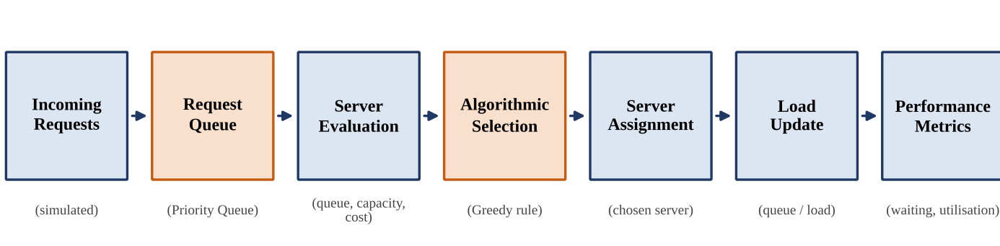 Incoming
Requests
Request
Queue
Server
Evaluation
Algorithmic
Selection
Server
Assignment
Load
Update
Performance
Metrics
(simulated)
(Priority Queue)
(queue, capacity,
cost)
(Greedy rule)
(chosen server)
(queue / load)
(waiting, utilisation)